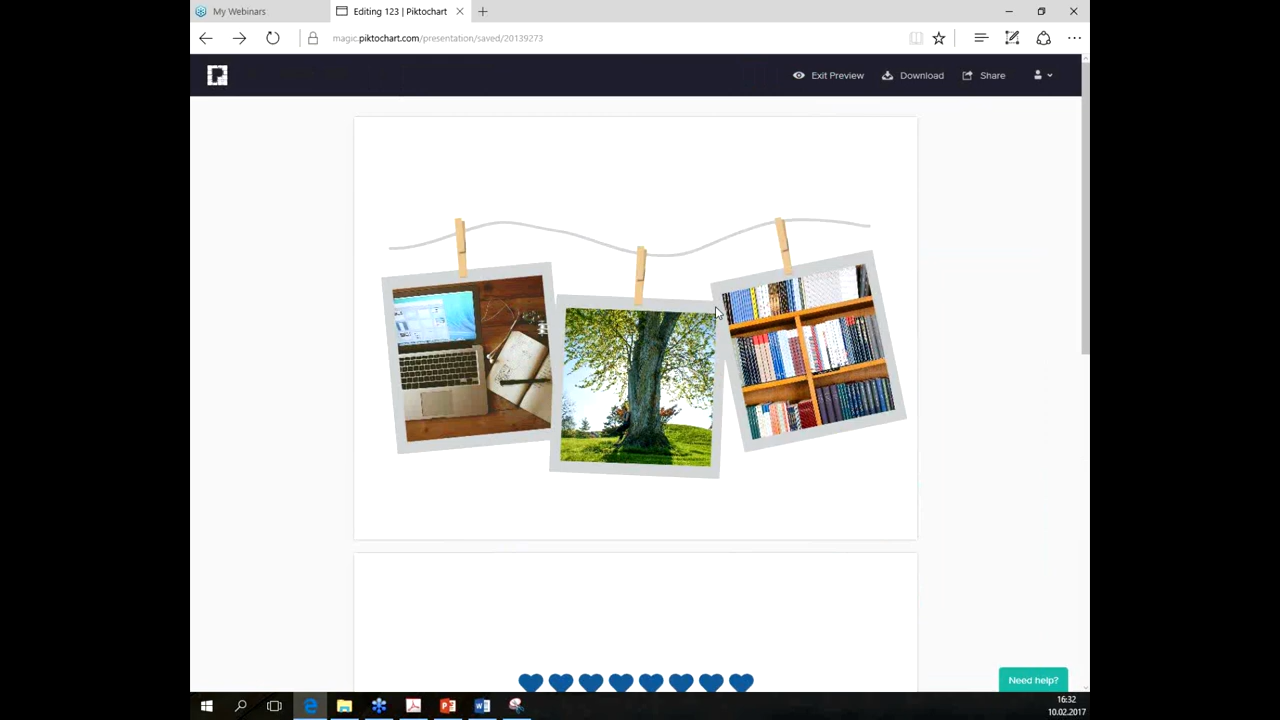 My Webinars
Editing 123 | Piktochart
magic.piktochart.com/presentation/saved/20139273
Exit Preview
Download
Share
Need help?
16:32
10.02.2017